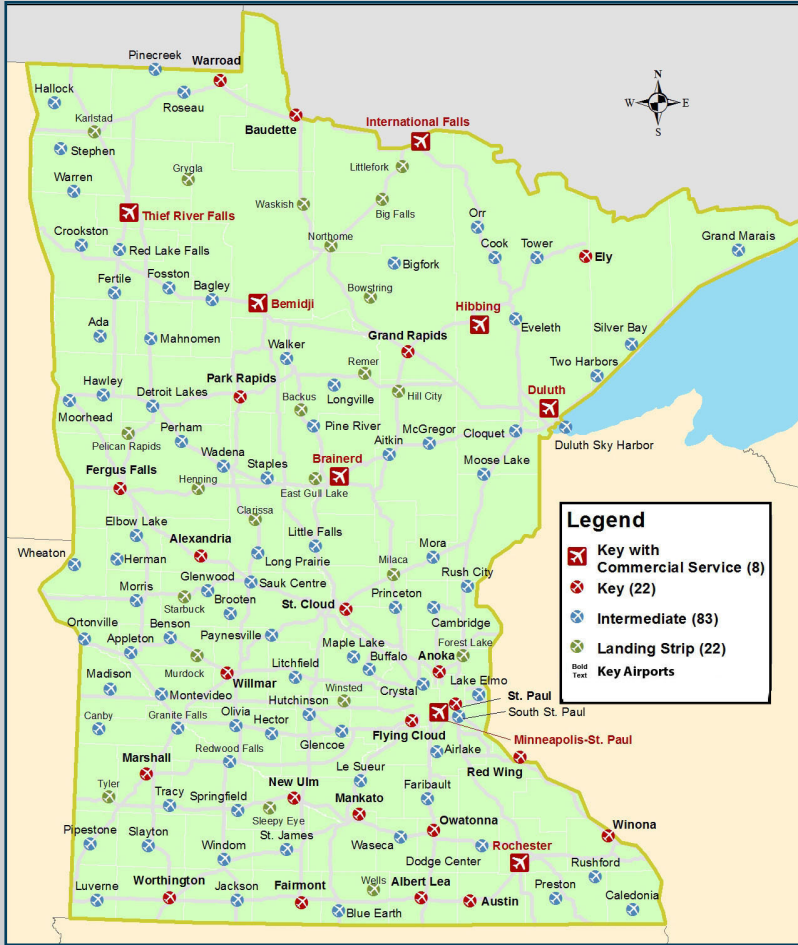 Pinecreek
Warroad
N
Hallock
Roseau
W
E
Karlstad
S
Baudette
International Falls
Stephen
Grygla
Littlefork
Warren
Waskish
Big Falls
Thief River Falls
Orr
Northome
Crookston
Cook
Tower
Grand Marais
Red Lake Falls
Bigfork
Ely
Fosston
Fertile
Bagley
Bowstring
Bemidji
Hibbing
Ada
Eveleth
Silver Bay
Mahnomen
Walker
Grand Rapids
Remer
Two Harbors
Park Rapids
Hawley
Detroit Lakes
Backus
Longville
Hill City
Duluth
Moorhead
Pine River
McGregor
Cloquet
Perham
Aitkin
Duluth Sky Harbor
Pelican Rapids
Wadena
Brainerd
Moose Lake
Staples
Fergus Falls
Henning
East Gull Lake
Clarissa
Elbow Lake
Legend
Alexandria
Little Falls
Wheaton
Herman
Long Prairie
Mora
Key with
Commercial Service (8)
Milaca
Rush City
Glenwood
Sauk Centre
Morris
Key (22)
Starbuck
Brooten
St. Cloud
Princeton
Intermediate (83)
Ortonville
Benson
Cambridge
Appleton
Paynesville
Maple Lake
Forest Lake
Landing Strip (22)
Buffalo
Anoka
Murdock
Litchfield
Bold
Text
Key Airports
Madison
Willmar
Lake Elmo
Montevideo
Hutchinson
Winsted
Crystal
St. Paul
Canby
Granite Falls
Olivia
Hector
South St. Paul
Glencoe
Flying Cloud
Minneapolis-St. Paul
Redwood Falls
Airlake
Marshall
Le Sueur
Red Wing
Tyler
Tracy
New Ulm
Faribault
Springfield
Mankato
Sleepy Eye
Owatonna
Winona
Pipestone
Slayton
St. James
Waseca
Rochester
Windom
Dodge Center
Rushford
Luverne
Worthington
Jackson
Fairmont
Wells
Albert Lea
Preston
Austin
Caledonia
Blue Earth